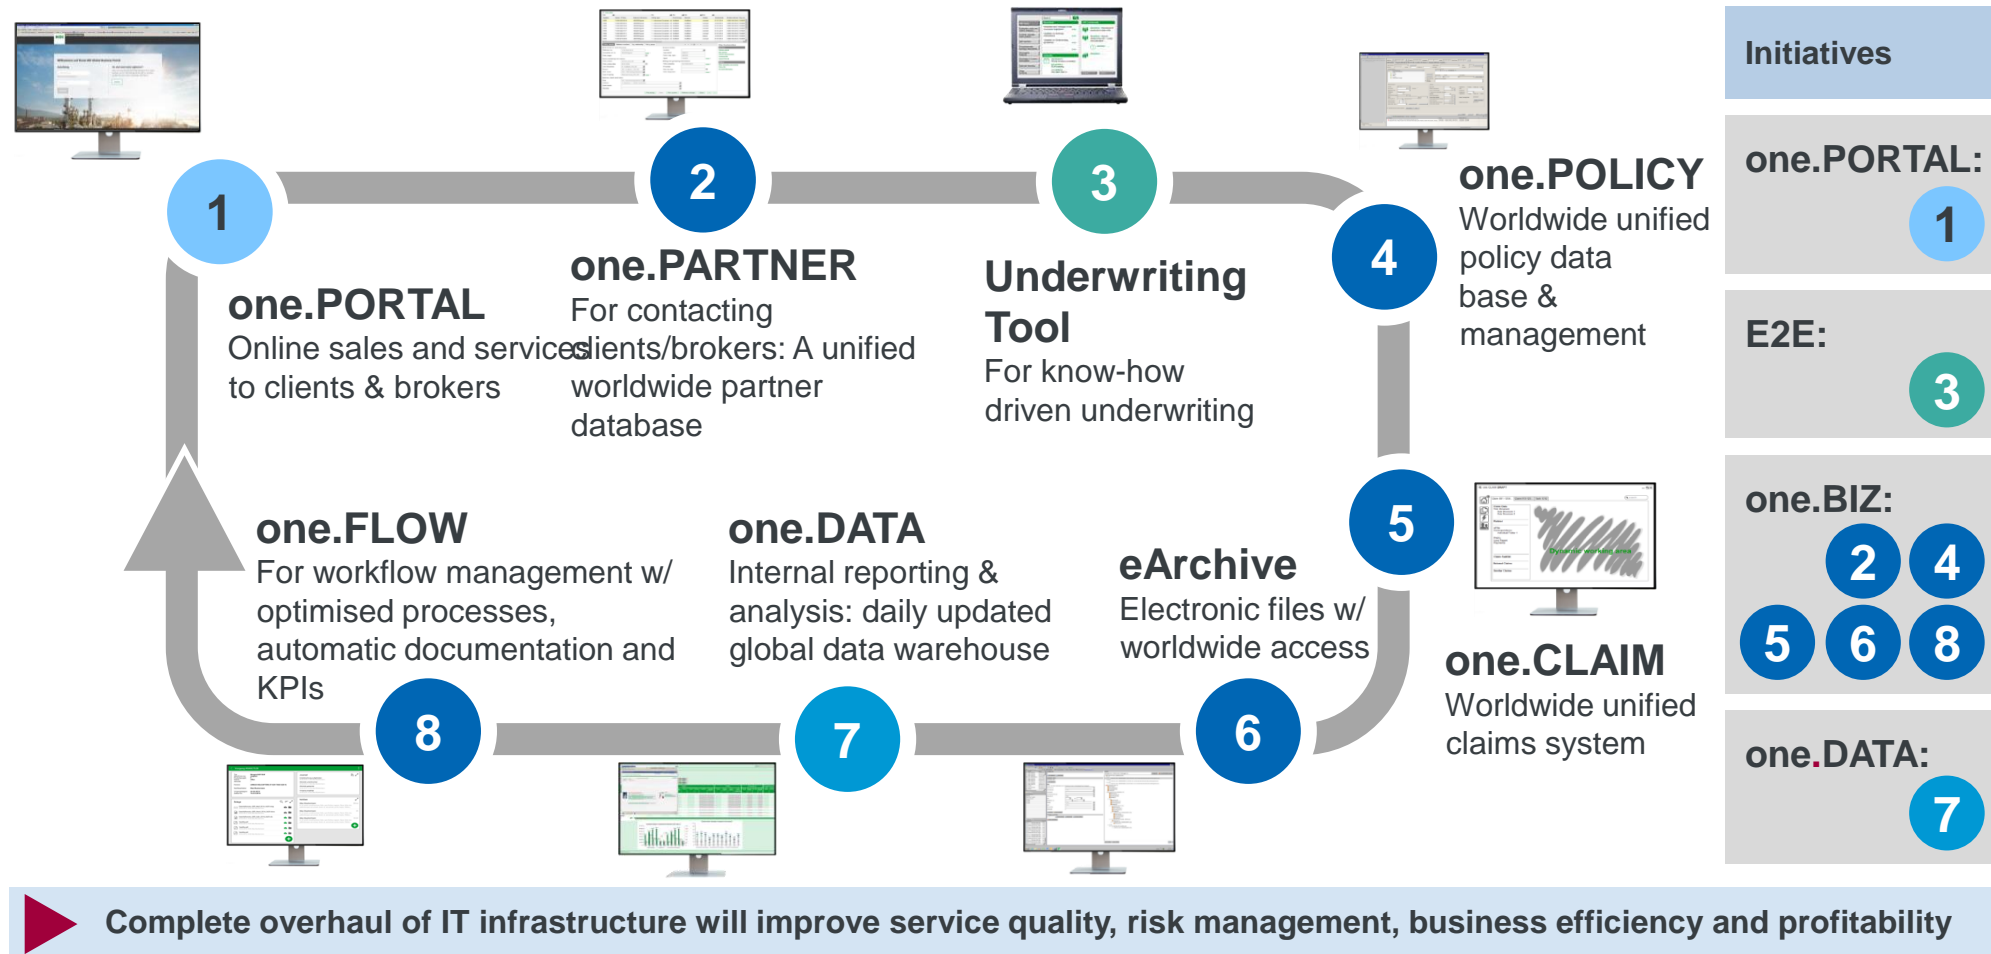 1
one.PORTAL
Online sales and services
to clients & brokers
2
one.PARTNER
For contacting
clients/brokers: A unified
worldwide partner
database
3
Underwriting
Tool
For know-how
driven underwriting
4
one.POLICY
Worldwide unified
policy data
base &
management
5
Dynamic working area
one.CLAIM
Worldwide unified
claims system
6
eArchive
Electronic files w/
worldwide access
7
one.DATA
Internal reporting &
analysis: daily updated
global data warehouse
8
one.FLOW
For workflow management w/
optimised processes,
automatic documentation and
KPIs
Initiatives
one.PORTAL:
1
E2E:
3
one.BIZ:
2 4
5 6 8
one.DATA:
7
Complete overhaul of IT infrastructure will improve service quality, risk management, business efficiency and profitability